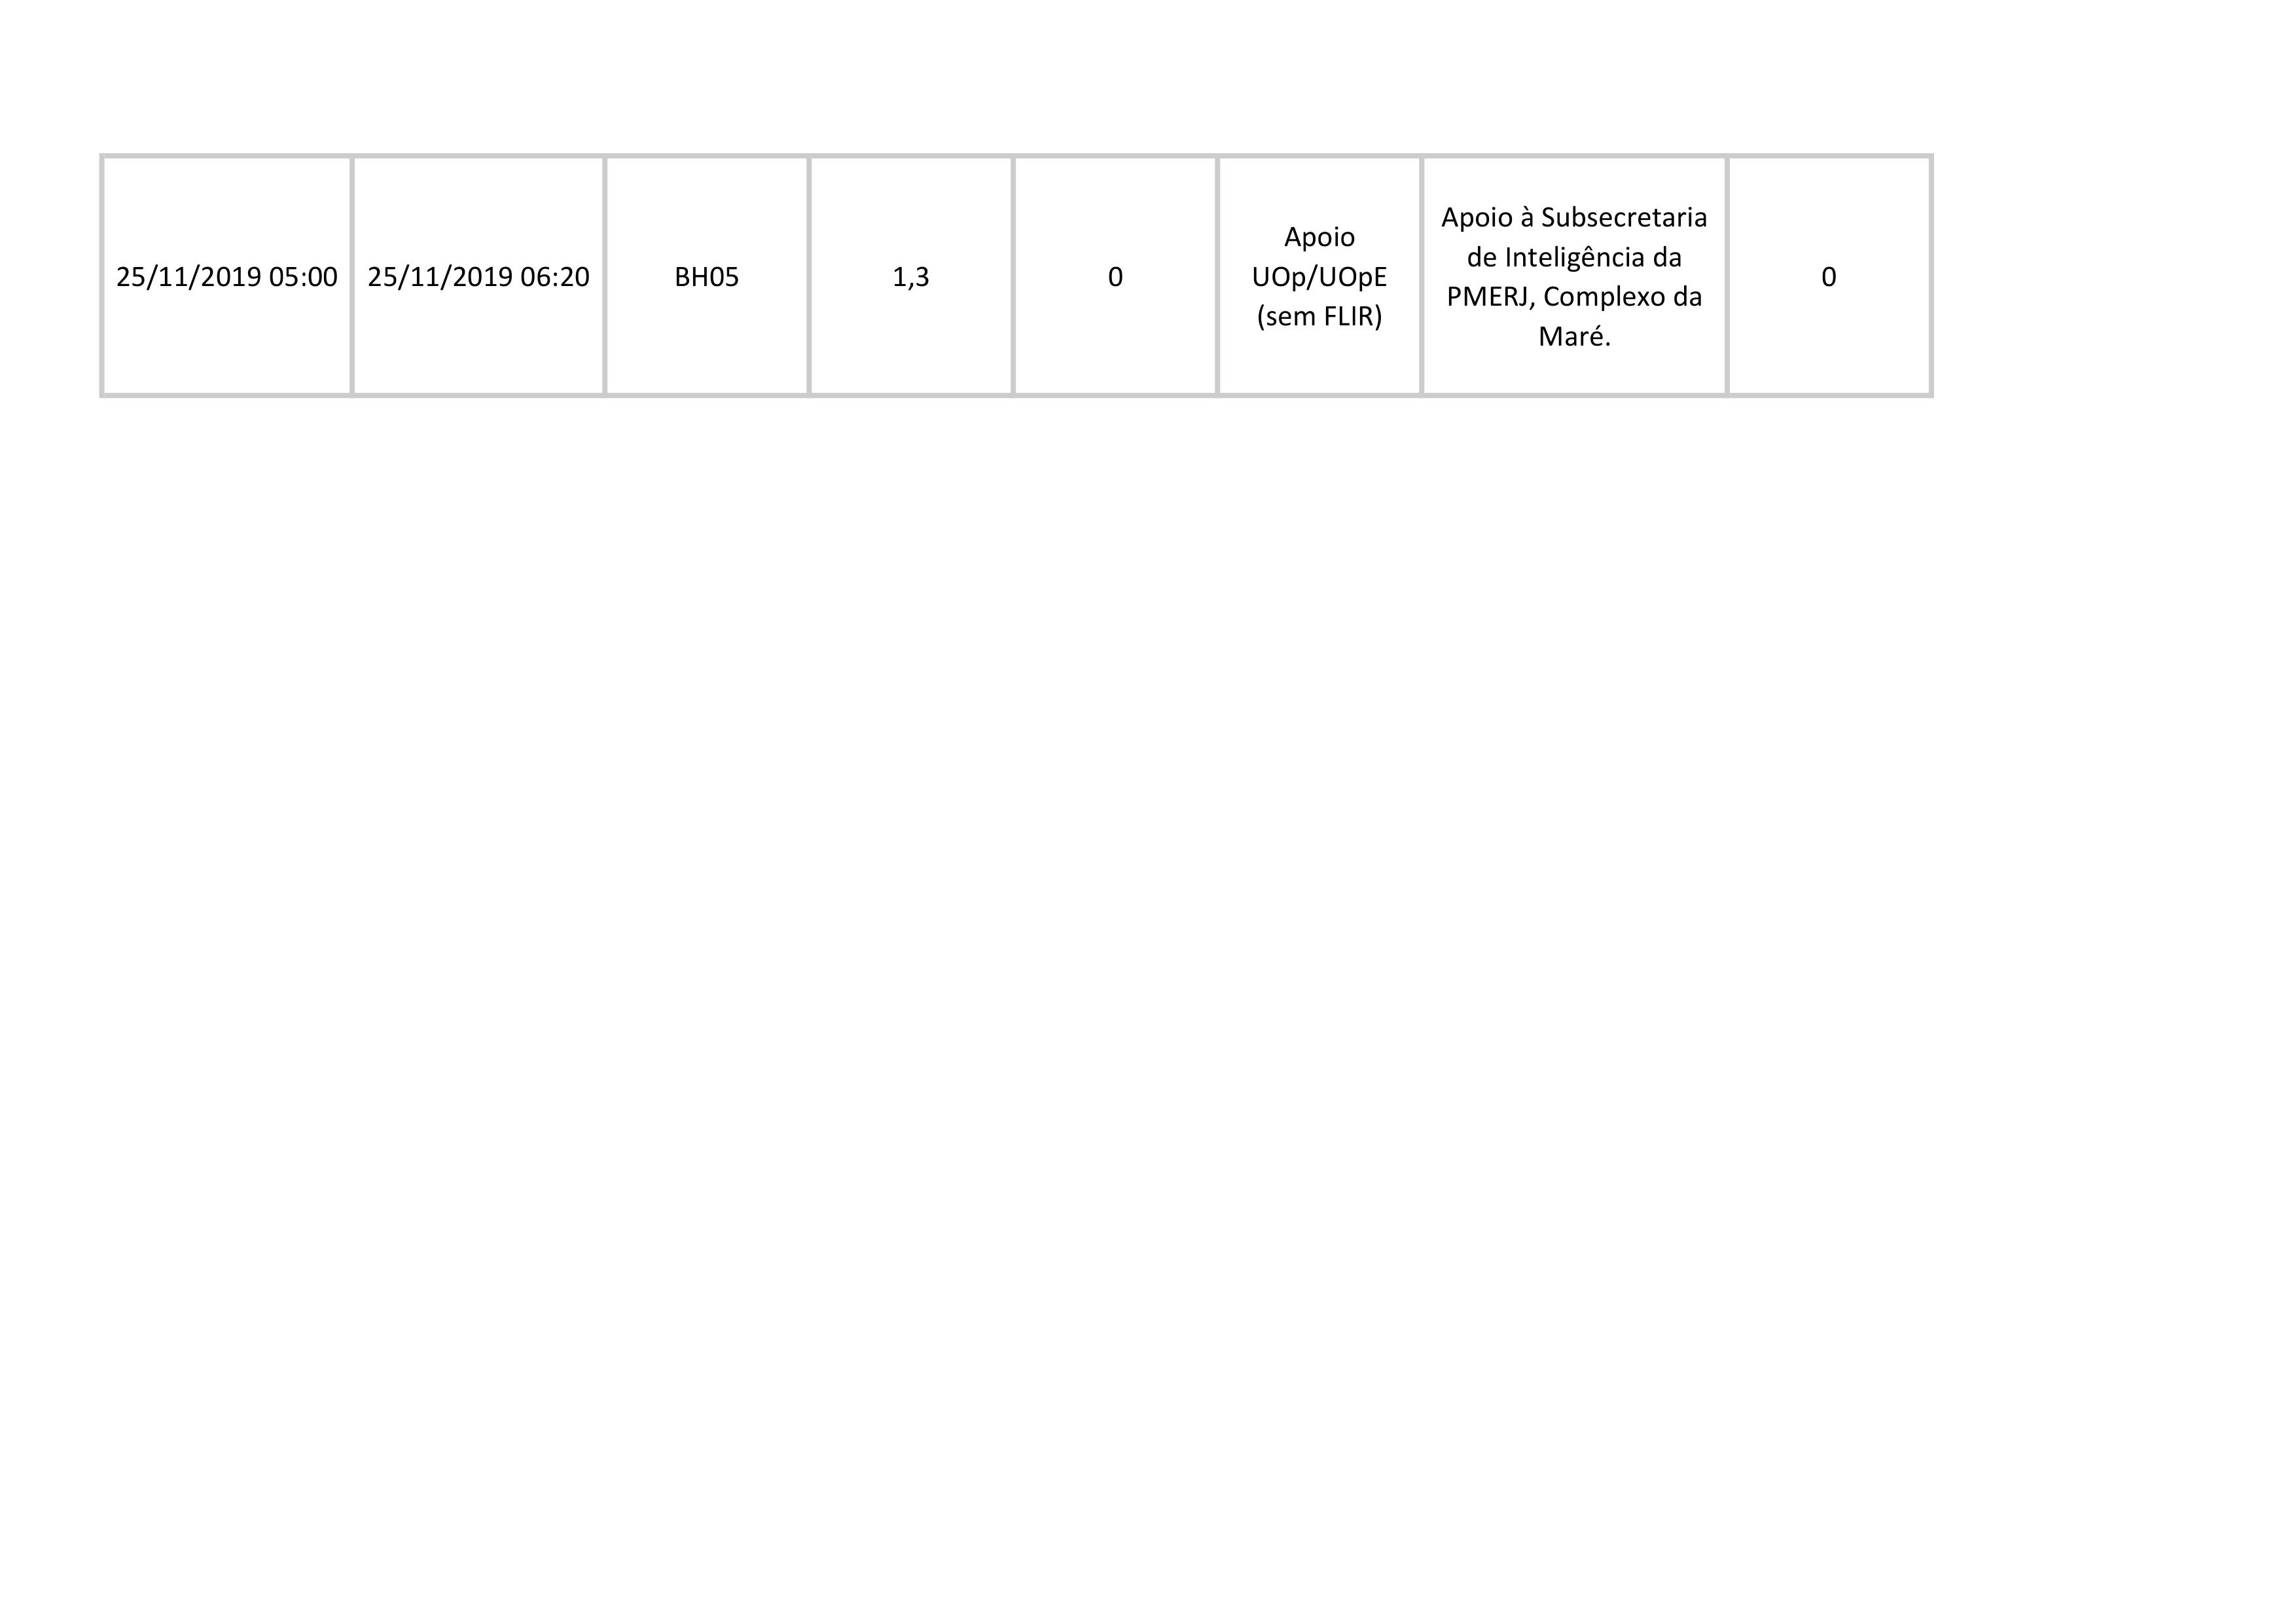 25/11/2019 05:00
25/11/2019 06:20
BH05
1,3
0
Apoio
UOp/UOpE
(sem FLIR)
Apoio à Subsecretaria
de Inteligência da
PMERJ, Complexo da
Maré.
0